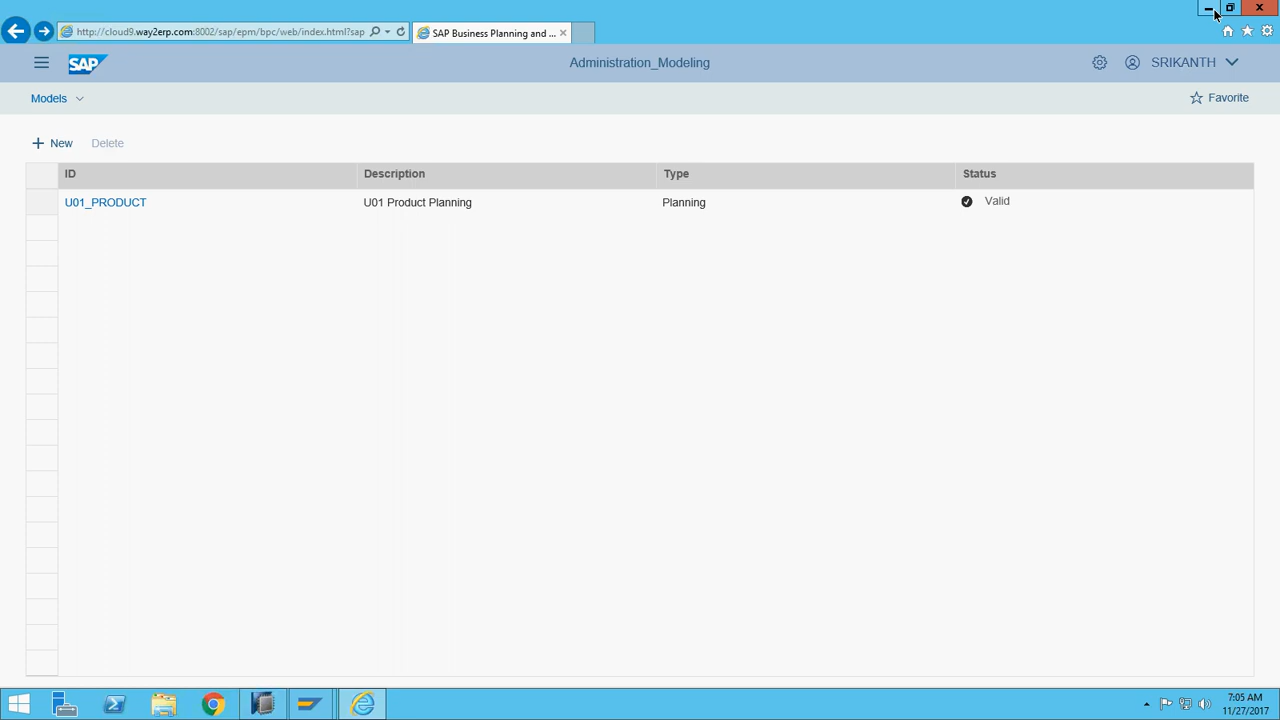 http://cloud9.way2erp.com:8002/sap/epm/bpc/web/index.html?sap
SAP Business Planning and ...
SAP
Administration_Modeling
SRIKANTH
Models
Favorite
New
Delete
ID
Description
Type
Status
U01_PRODUCT
U01 Product Planning
Planning
Valid
7:05 AM
11/27/2017